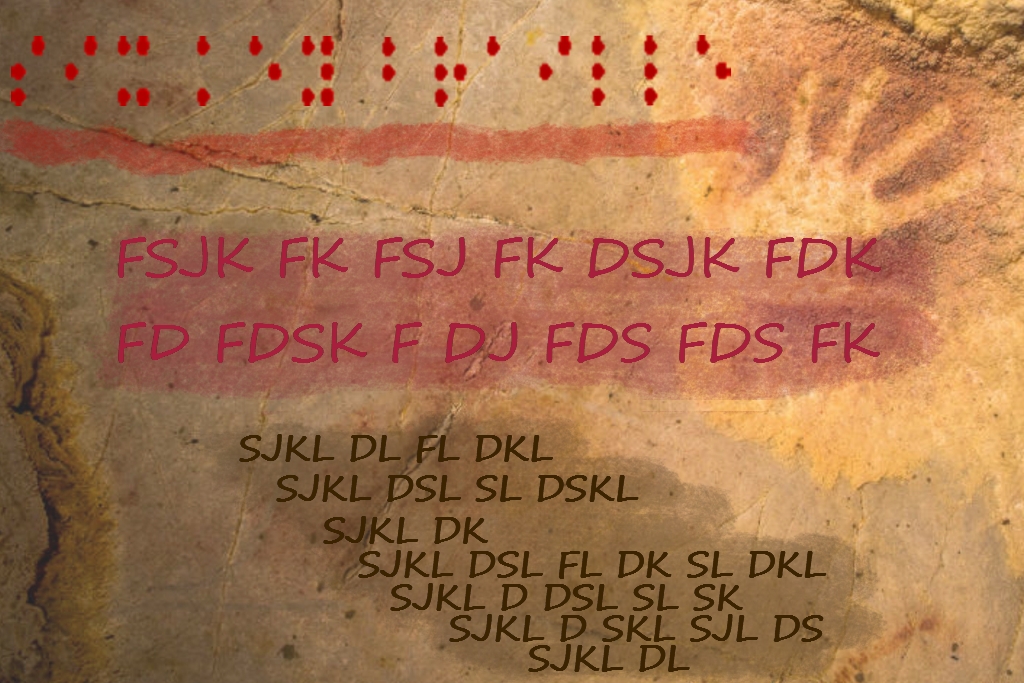 ⠎⠊⠭ ⠅⠑⠽ ⠃⠗⠁⠊⠇⠇⠑
FSJK FK FSJ FK DSJK FDK
FD FDSK F DJ FDS FDS FK
SJKL DL FL DKL
SJKL DSL SL DSKL
SJKL DK
SJKL DSL FL DK SL DKL
SJKL D DSL SL SK
SJKL D SKL SJL DS
SJKL DL